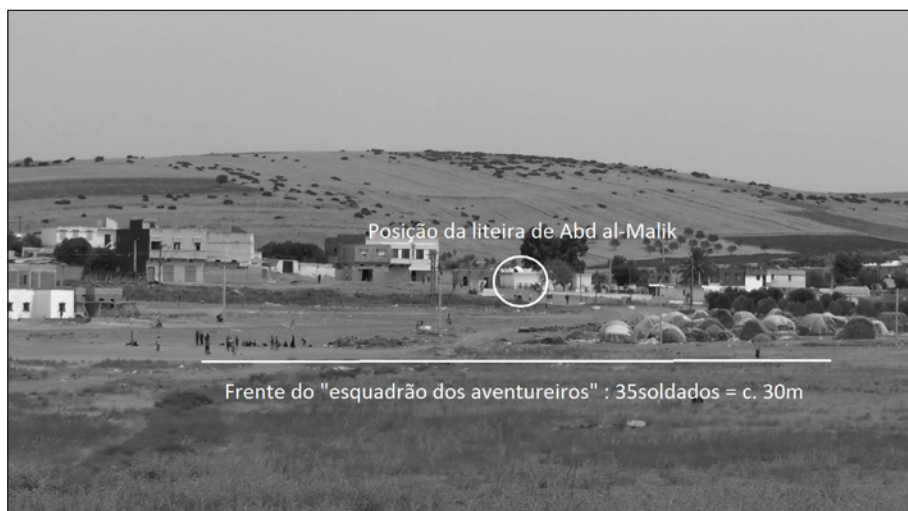 Posição da liteira de Abd al-Malik
Frente do "esquadrão dos aventureiros" : 35soldados = c. 30m